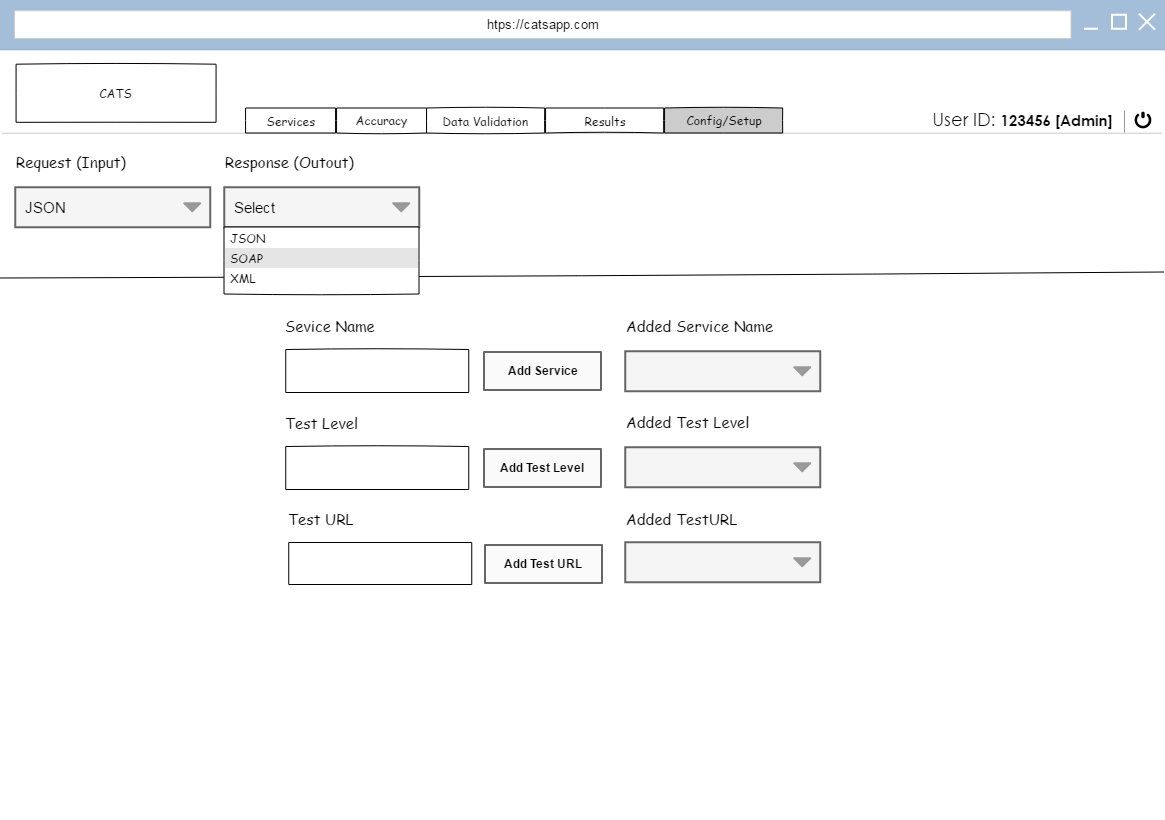 htps://catsapp.com
CATS
Services
Accuracy
Data Validation
Results
Config/Setup
User ID: 123456 [Admin]
Request (Input)
Response (Outout)
JSON
Select
JSON
SOAP
XML
Sevice Name
Added Service Name
Add Service
Test Level
Added Test Level
Add Test Level
Test URL
Added TestURL
Add Test URL